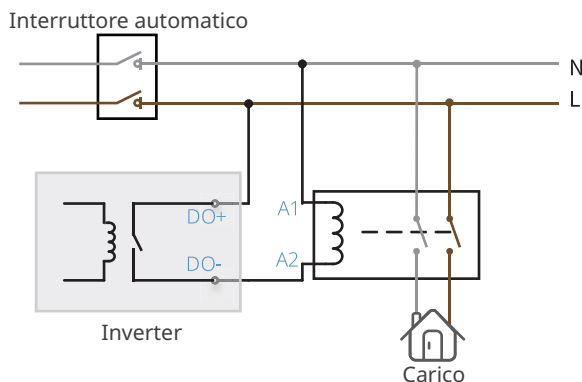 Interruttore automatico
N
L
DO+
A1
DO-
A2
Inverter
Carico